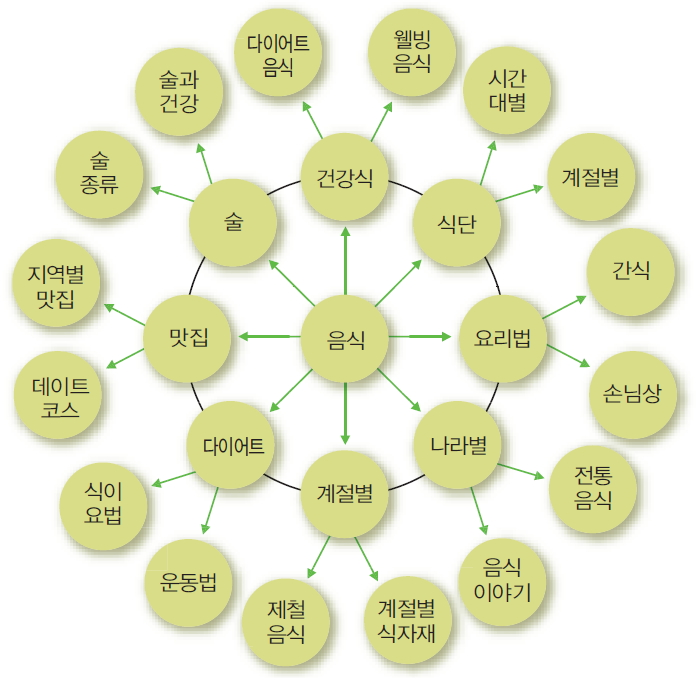 다이어트
음식
웰빙
음식
술과
건강
시간
대별
술
종류
건강식
계절별
술
식단
지역별
맛집
간식
맛집
음식
요리법
데이트
코스
손님상
다이어트
나라별
식이
요법
계절별
전통
음식
운동법
음식
이야기
제철
음식
계절별
식자재